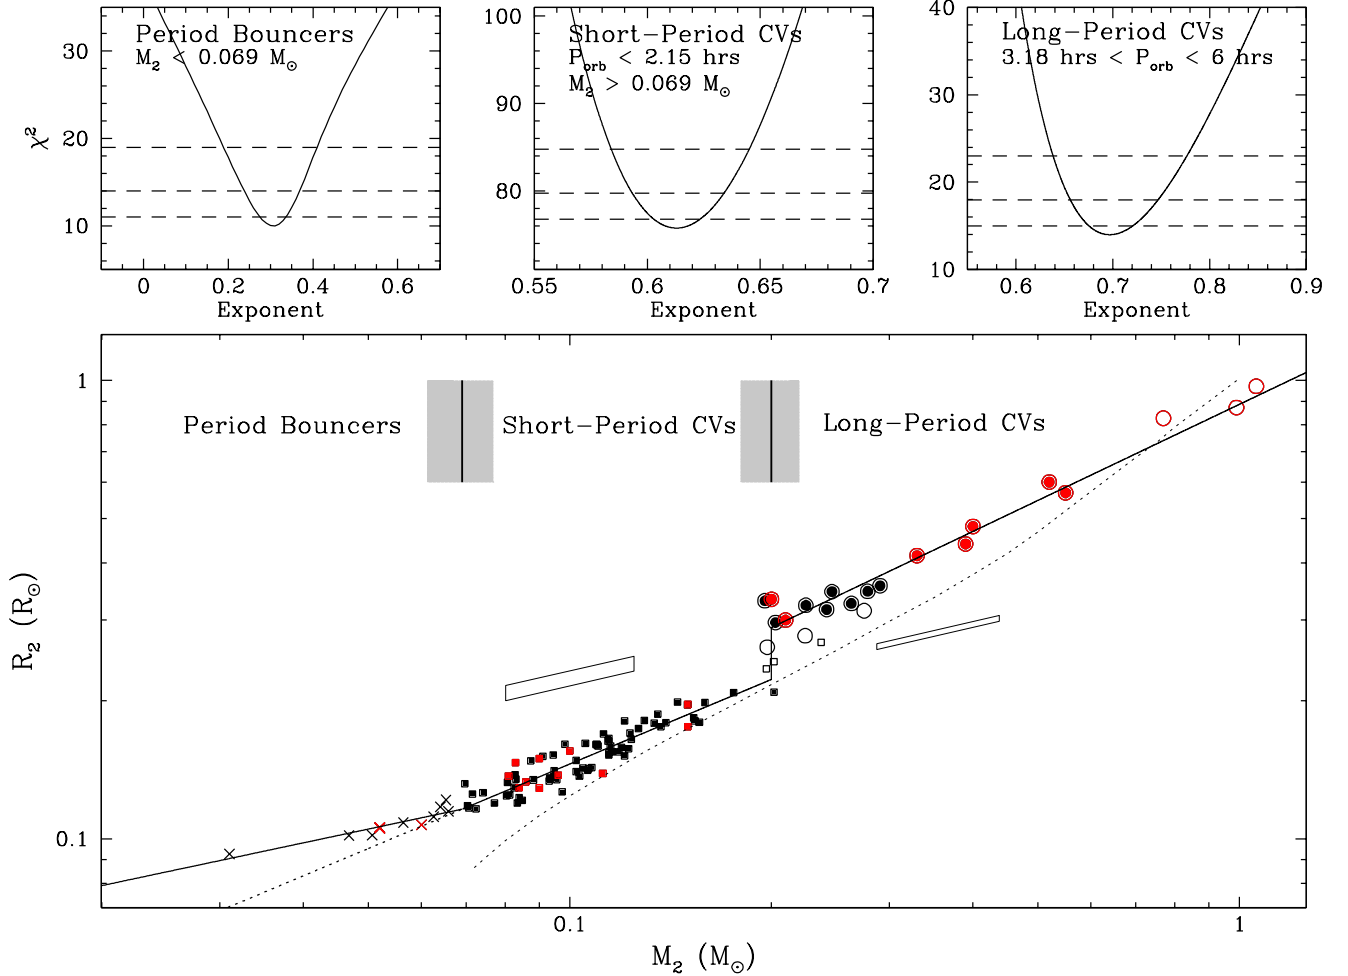 Period Bouncers
M₂ < 0.069 M⊙
χ²
30
20
10
0
0.2
0.4
0.6
Exponent
Short-Period CVs
Pₒᵣᵦ < 2.15 hrs
M₂ > 0.069 M⊙
100
90
80
0.55
0.6
0.65
0.7
Exponent
Long-Period CVs
3.18 hrs < Pₒᵣᵦ < 6 hrs
40
30
20
10
0.6
0.7
0.8
0.9
Exponent
Period Bouncers
Short-Period CVs
Long-Period CVs
R₂ (R⊙)
1
0.1
0.1
1
M₂ (M⊙)